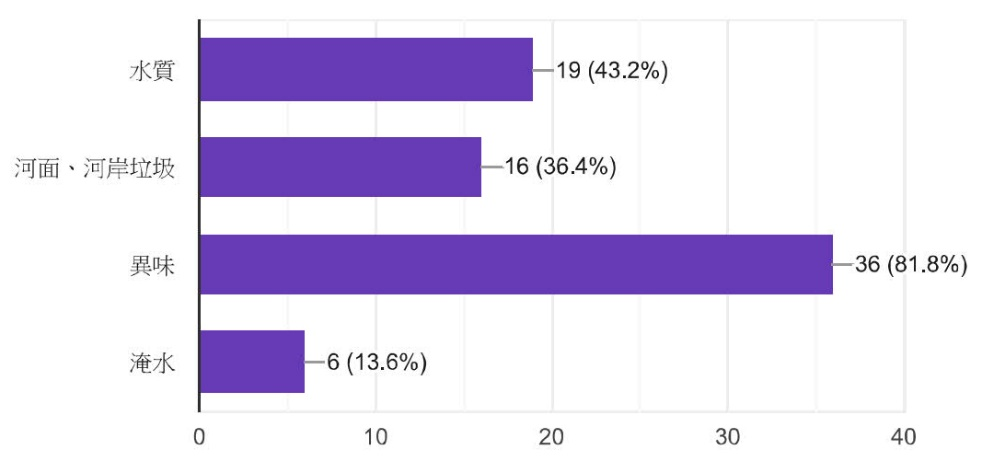 水質
19 (43.2%)
河面、河岸垃圾
16 (36.4%)
異味
36 (81.8%)
淹水
6 (13.6%)
0 10 20 30 40